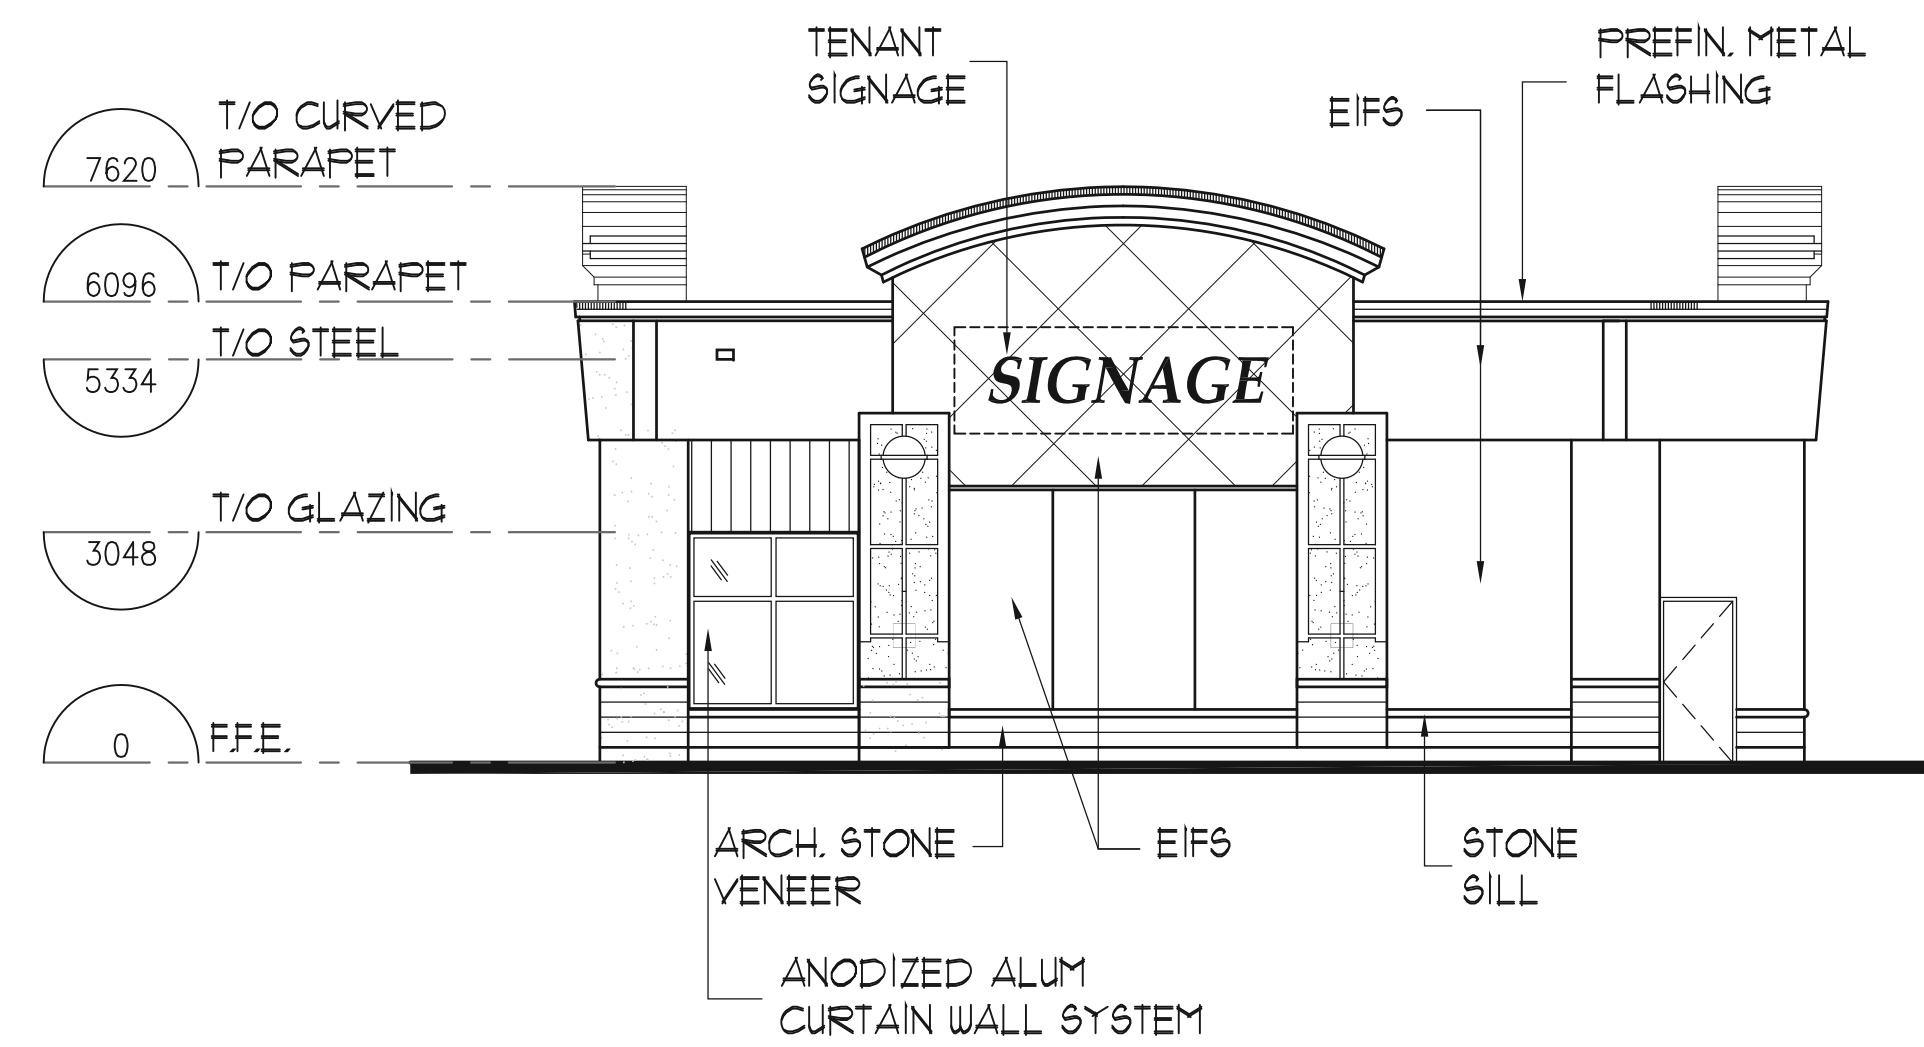 TENANT
SIGNAGE
PREFIN. METAL
FLASHING
EIFS
T/O CURVED
PARAPET
7620
T/O PARAPET
6096
T/O STEEL
5334
SIGNAGE
T/O GLAZING
3048
F.F.E.
0
ARCH. STONE
VENEER
EIFS
STONE
SILL
ANODIZED ALUM
CURTAIN WALL SYSTEM